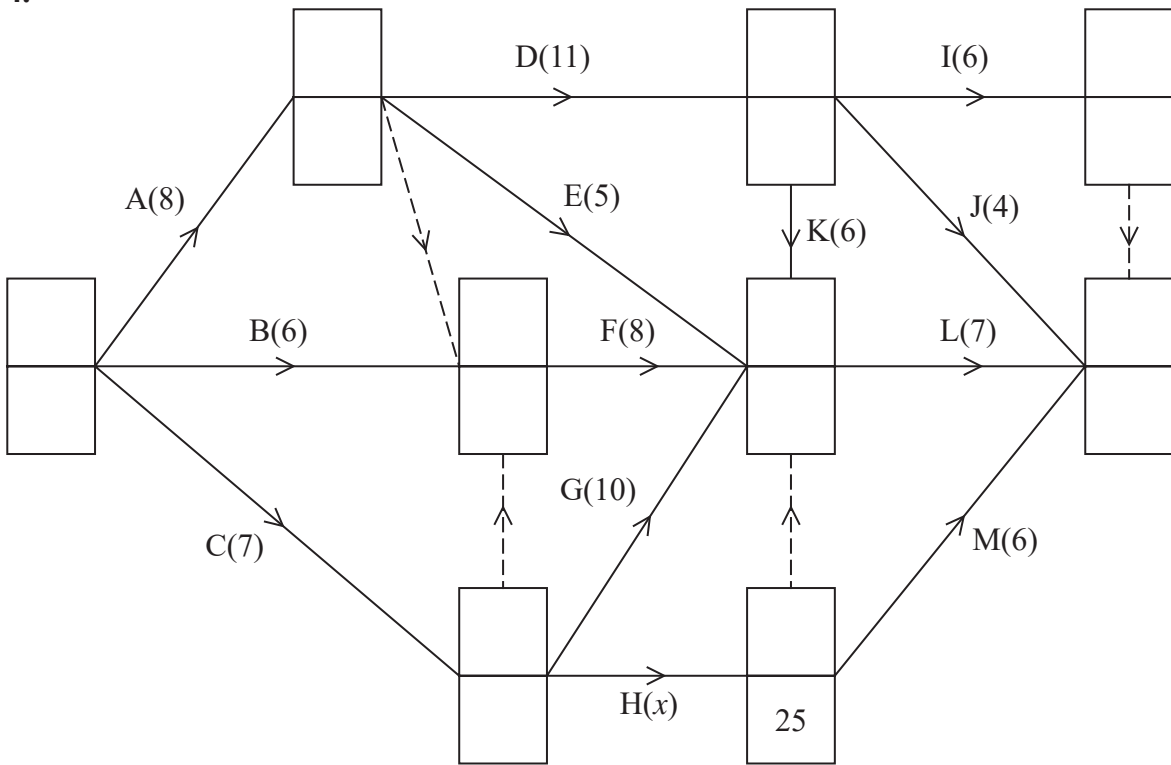 D(11)
I(6)
A(8)
E(5)
J(4)
K(6)
B(6)
F(8)
L(7)
G(10)
C(7)
M(6)
H(x)
25